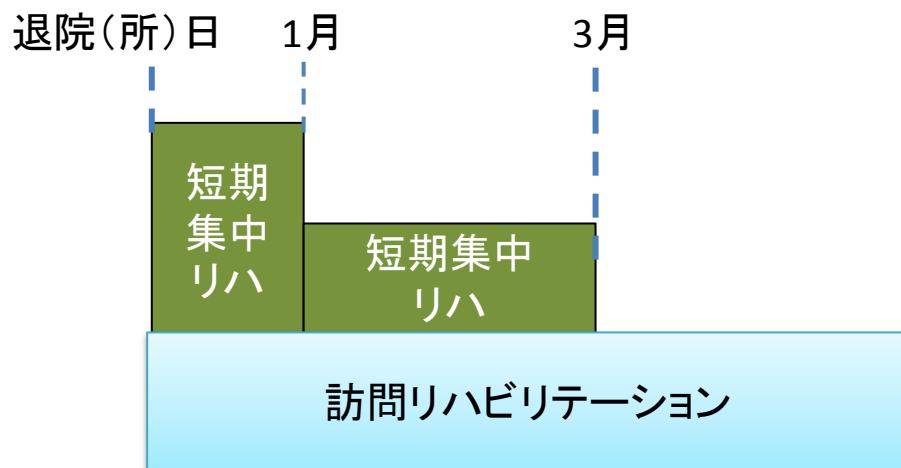 退院(所)日 1月 3月
短期
集中
リハ
短期集中
リハ
訪問リハビリテーション